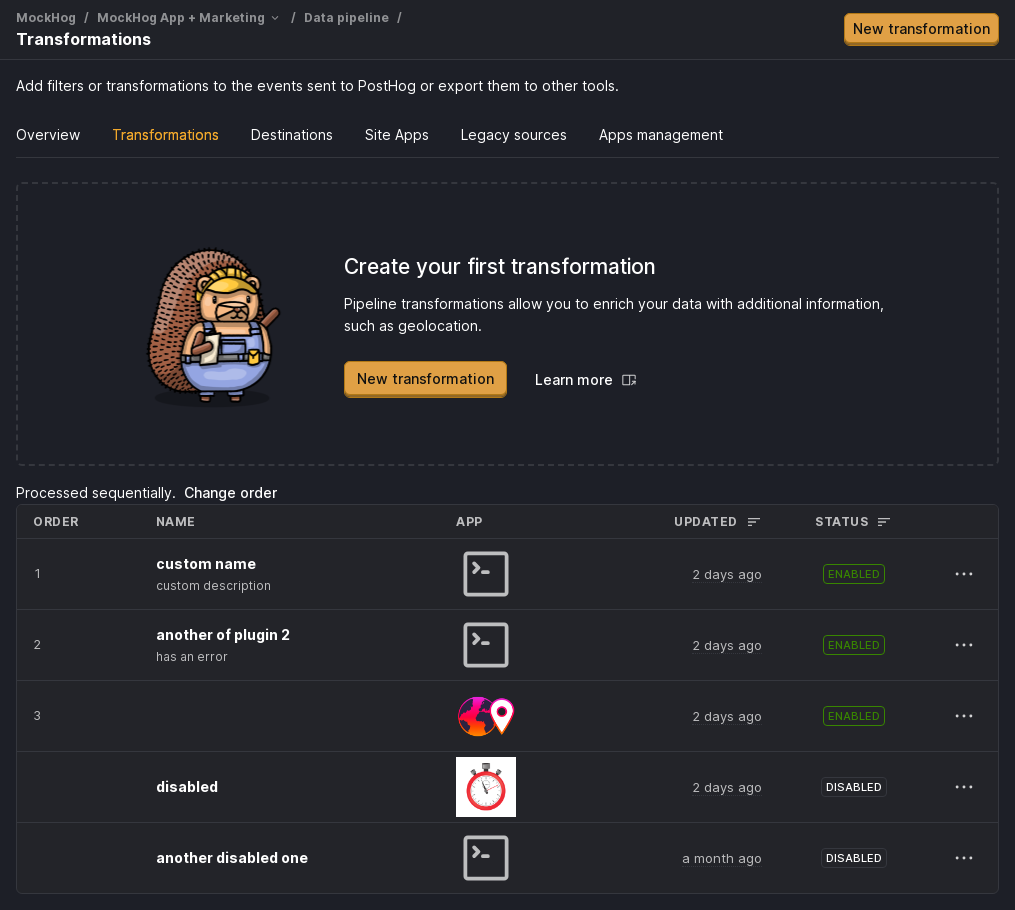 MockHog / MockHog App + Marketing / Data pipeline /
Transformations
New transformation
Add filters or transformations to the events sent to PostHog or export them to other tools.
Overview Transformations Destinations Site Apps Legacy sources Apps management
Create your first transformation
Pipeline transformations allow you to enrich your data with additional information,
such as geolocation.
New transformation Learn more
Processed sequentially. Change order
ORDER NAME APP UPDATED STATUS
1 custom name 2 days ago ENABLED
custom description
2 another of plugin 2 2 days ago ENABLED
has an error
3 2 days ago ENABLED
disabled 2 days ago DISABLED
another disabled one a month ago DISABLED